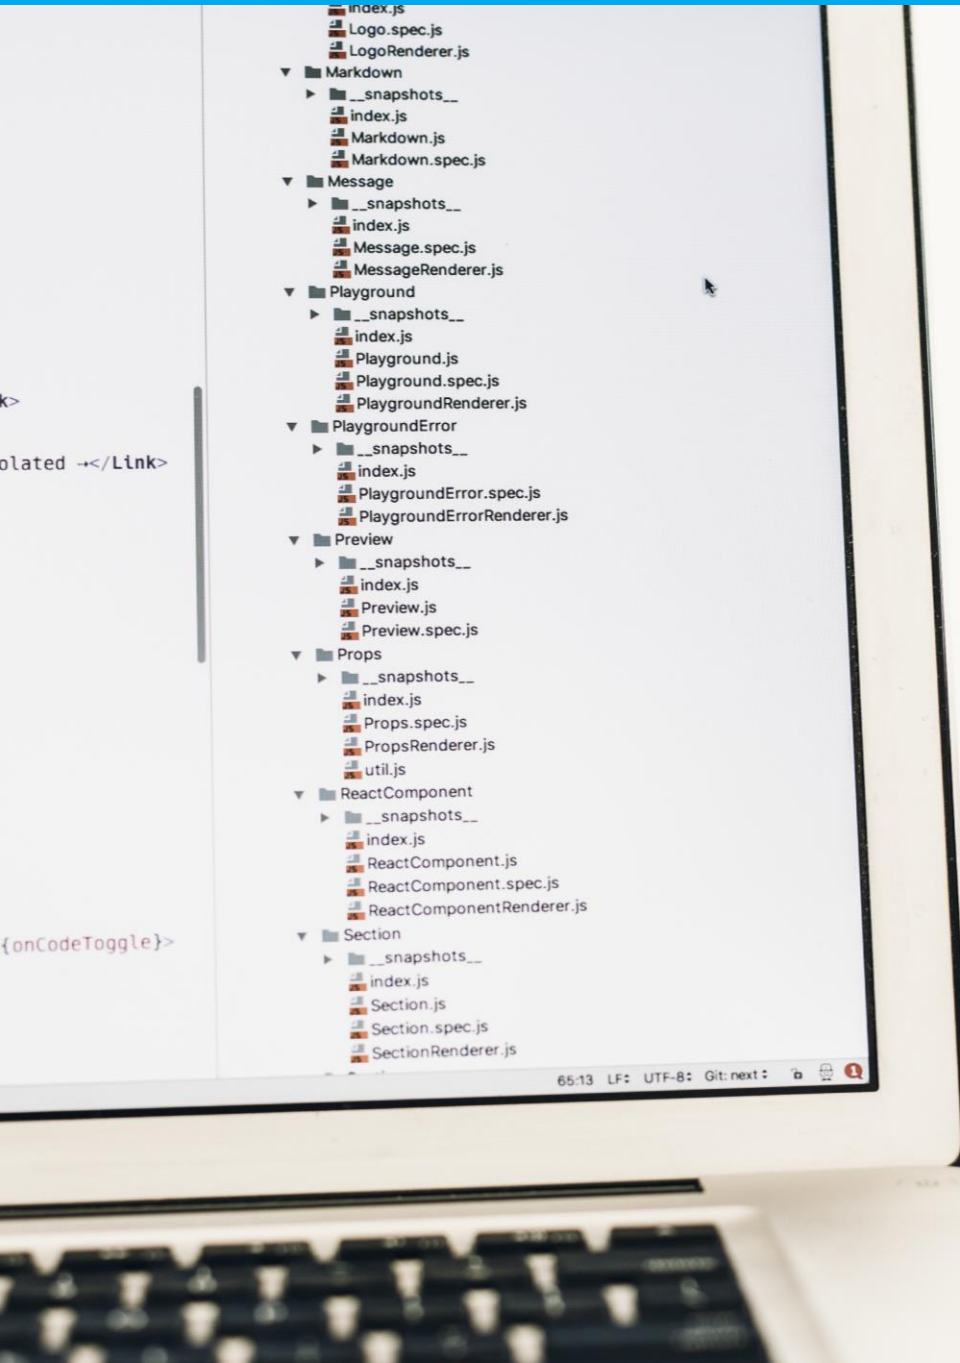 index.js
Logo.spec.js
LogoRenderer.js
Markdown
__snapshots__
index.js
Markdown.js
Markdown.spec.js
Message
__snapshots__
index.js
Message.spec.js
MessageRenderer.js
Playground
__snapshots__
index.js
Playground.js
Playground.spec.js
PlaygroundRenderer.js
PlaygroundError
__snapshots__
index.js
PlaygroundError.spec.js
PlaygroundErrorRenderer.js
Preview
__snapshots__
index.js
Preview.js
Preview.spec.js
Props
__snapshots__
index.js
Props.spec.js
PropsRenderer.js
util.js
ReactComponent
__snapshots__
index.js
ReactComponent.js
ReactComponent.spec.js
ReactComponentRenderer.js
Section
__snapshots__
index.js
Section.js
Section.spec.js
SectionRenderer.js
k>
olated →</Link>
{onCodeToggle}>
65:13 LF÷ UTF-8÷ Git: next÷ 1